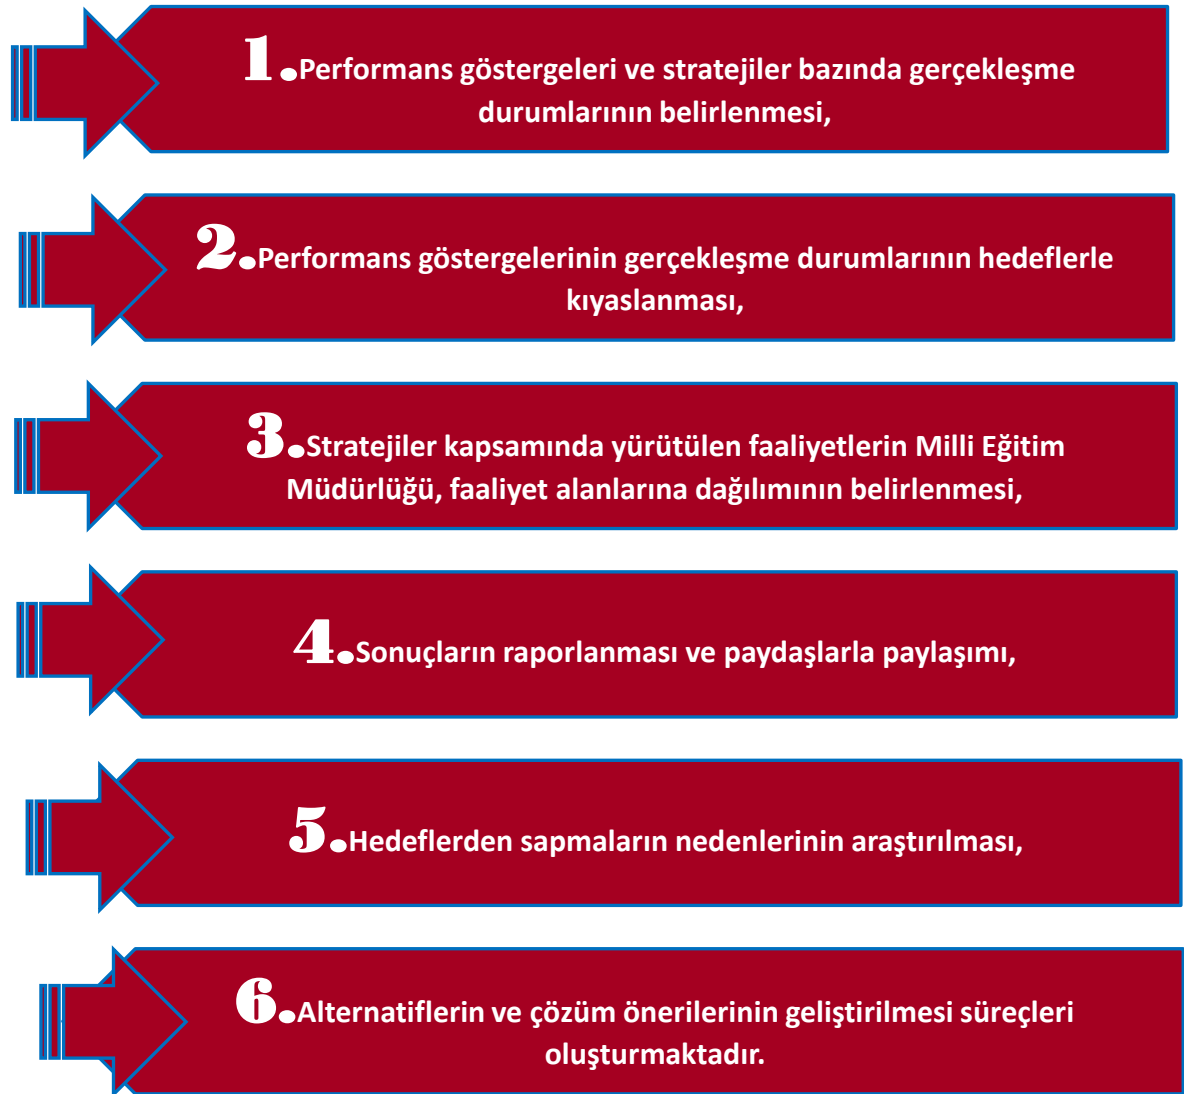 1.Performans göstergeleri ve stratejiler bazında gerçekleşme
durumlarının belirlenmesi,
2.Performans göstergelerinin gerçekleşme durumlarının hedeflerle
kıyaslanması,
3.Stratejiler kapsamında yürütülen faaliyetlerin Milli Eğitim
Müdürlüğü, faaliyet alanlarına dağılımının belirlenmesi,
4.Sonuçların raporlanması ve paydaşlarla paylaşımı,
5.Hedeflerden sapmaların nedenlerinin araştırılması,
6.Alternatiflerin ve çözüm önerilerinin geliştirilmesi süreçleri
oluşturmaktadır.